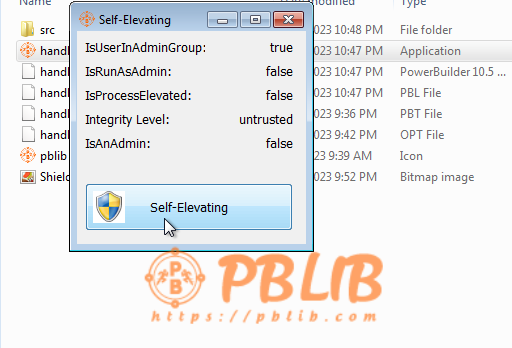 Name
modified
Type
Self-Elevating
src
023 10:48 PM
File folder
handl
023 10:47 PM
Application
023 10:47 PM
PowerBuilder 10.5 ...
handl
023 10:47 PM
PBL File
handl
023 9:36 PM
PBT File
handl
023 9:42 PM
OPT File
pblib
023 9:39 AM
Icon
Shield
023 9:52 PM
Bitmap image
IsUserInAdminGroup: true
IsRunAsAdmin: false
IsProcessElevated: false
Integrity Level: untrusted
IsAnAdmin: false
Self-Elevating
PB
PBLIB
https://pblib.com